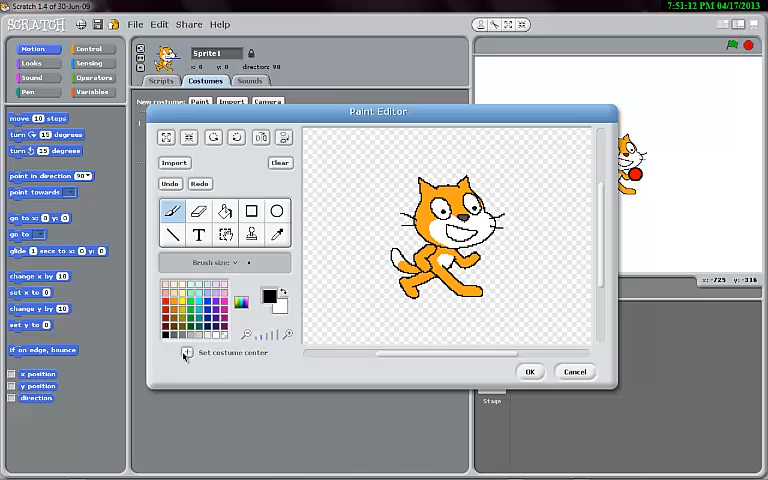 Scratch 1.4 of 30-Jun-09
7:51:12 PM 04/17/2013
SCRATCH File Edit Share Help
Motion Control
Looks Sensing
Sound Operators
Pen Variables
Sprite1
x: 0 y: 0 direction: 90
Scripts Costumes Sounds
New costume: Paint Import Camera
move 10 steps
turn 15 degrees
turn 15 degrees
point in direction 90
point towards
go to x: 0 y: 0
go to
glide 1 secs to x: 0 y: 0
change x by 10
set x to 0
change y by 10
set y to 0
if on edge, bounce
x position
y position
direction
Paint Editor
Import Clear
Undo Redo
T
Brush size:
Set costume center
OK Cancel
x: -725 y: -316
Stage